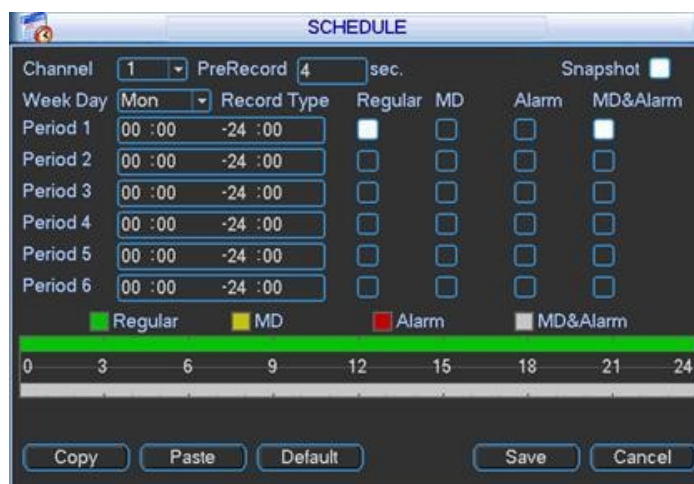 SCHEDULE
Channel 1 PreRecord 4 sec. Snapshot
Week Day Mon Record Type Regular MD Alarm MD&Alarm
Period 1 00 :00 -24 :00
Period 2 00 :00 -24 :00
Period 3 00 :00 -24 :00
Period 4 00 :00 -24 :00
Period 5 00 :00 -24 :00
Period 6 00 :00 -24 :00
Regular MD Alarm MD&Alarm
0 3 6 9 12 15 18 21 24
Copy Paste Default Save Cancel